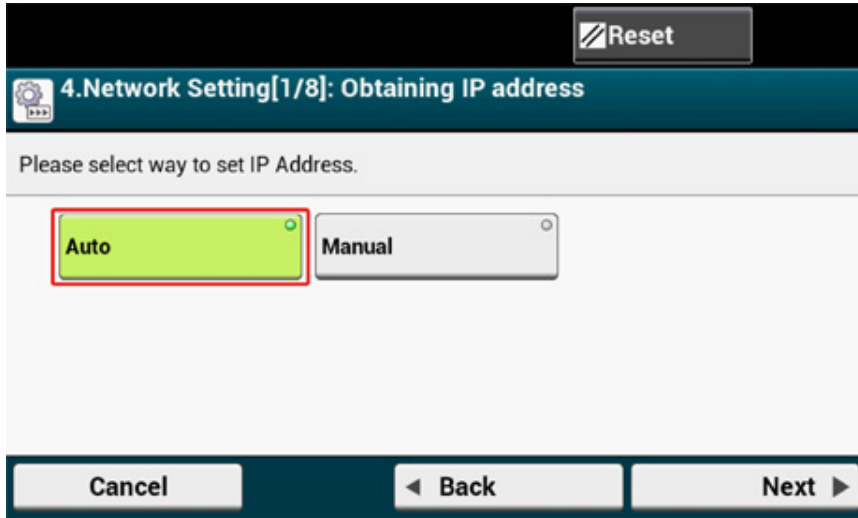 Reset
4.Network Setting[1/8]: Obtaining IP address
Please select way to set IP Address.
Auto
Manual
Cancel
Back
Next